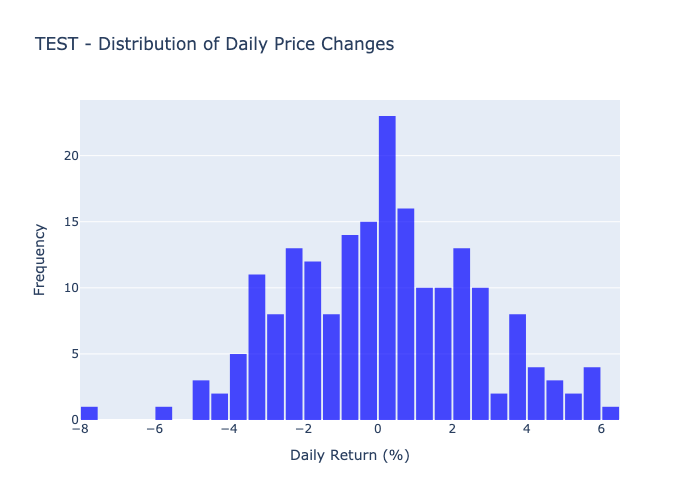 TEST - Distribution of Daily Price Changes
Frequency
20
15
10
5
0
−8 −6 −4 −2 0 2 4 6
Daily Return (%)